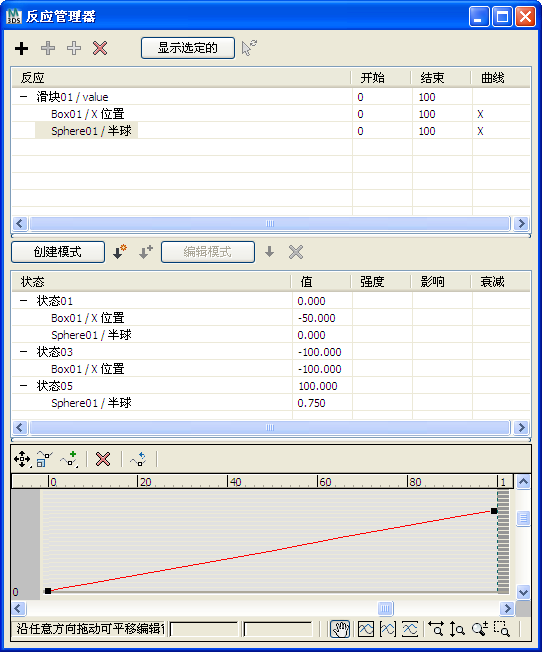 反应管理器
显示选定的
反应 开始 结束 曲线
滑块01 / value 0 100
Box01 / X 位置 0 100 X
Sphere01 / 半球 0 100 X
创建模式 编辑模式
状态 值 强度 影响 衰减
状态01 0.000
Box01 / X 位置 -50.000
Sphere01 / 半球 0.000
状态03 -100.000
Box01 / X 位置 -100.000
状态05 100.000
Sphere01 / 半球 0.750
0 20 40 60 80 1
0
沿任意方向拖动可平移编辑